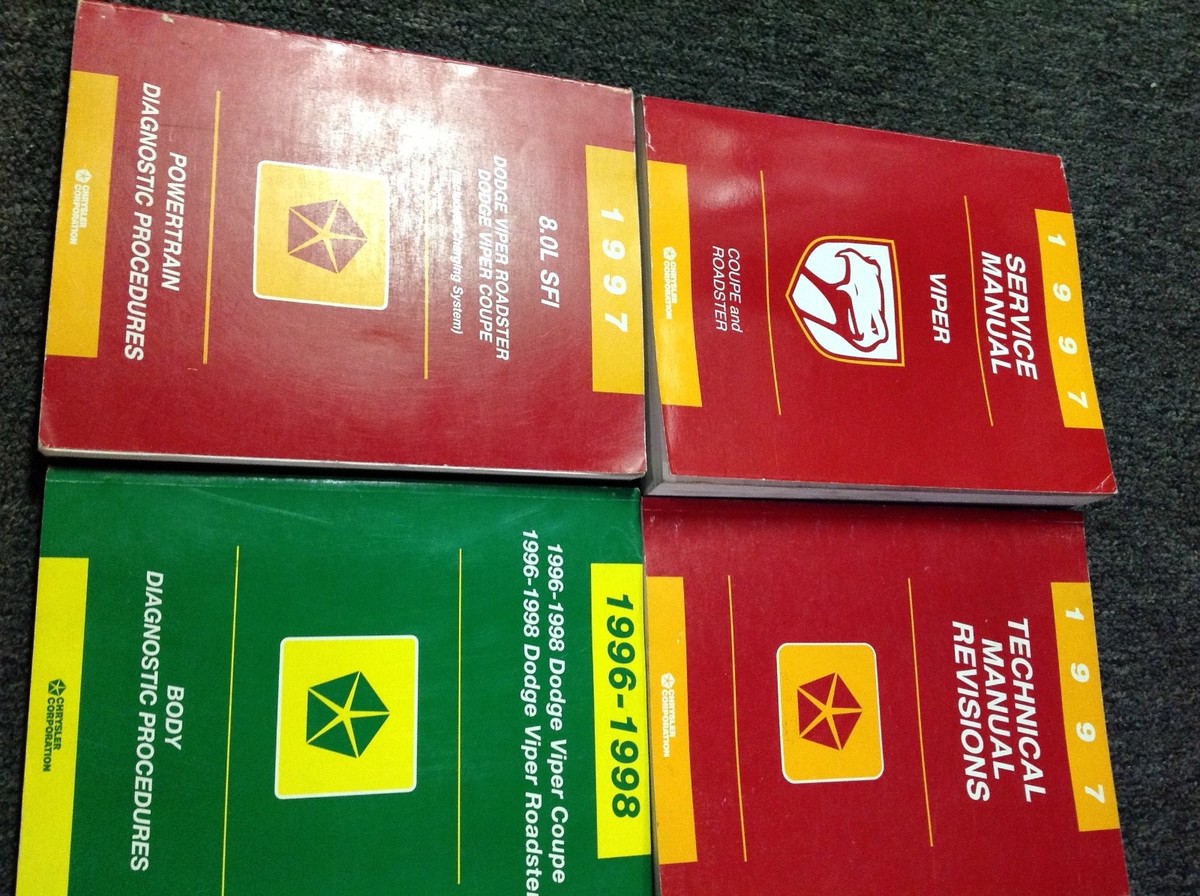 1997
8.0L SFI
DODGE VIPER ROADSTER
DODGE VIPER COUPE
Charging System)
POWERTRAIN
DIAGNOSTIC PROCEDURES
CHRYSLER
CORPORATION
1997
SERVICE
MANUAL
VIPER
COUPE and
ROADSTER
CHRYSLER
CORPORATION
1996-1998
1996-1998 Dodge Viper Coupe
1996-1998 Dodge Viper Roadster
BODY
DIAGNOSTIC PROCEDURES
CHRYSLER
CORPORATION
1997
TECHNICAL
MANUAL
REVISIONS
CHRYSLER
CORPORATION